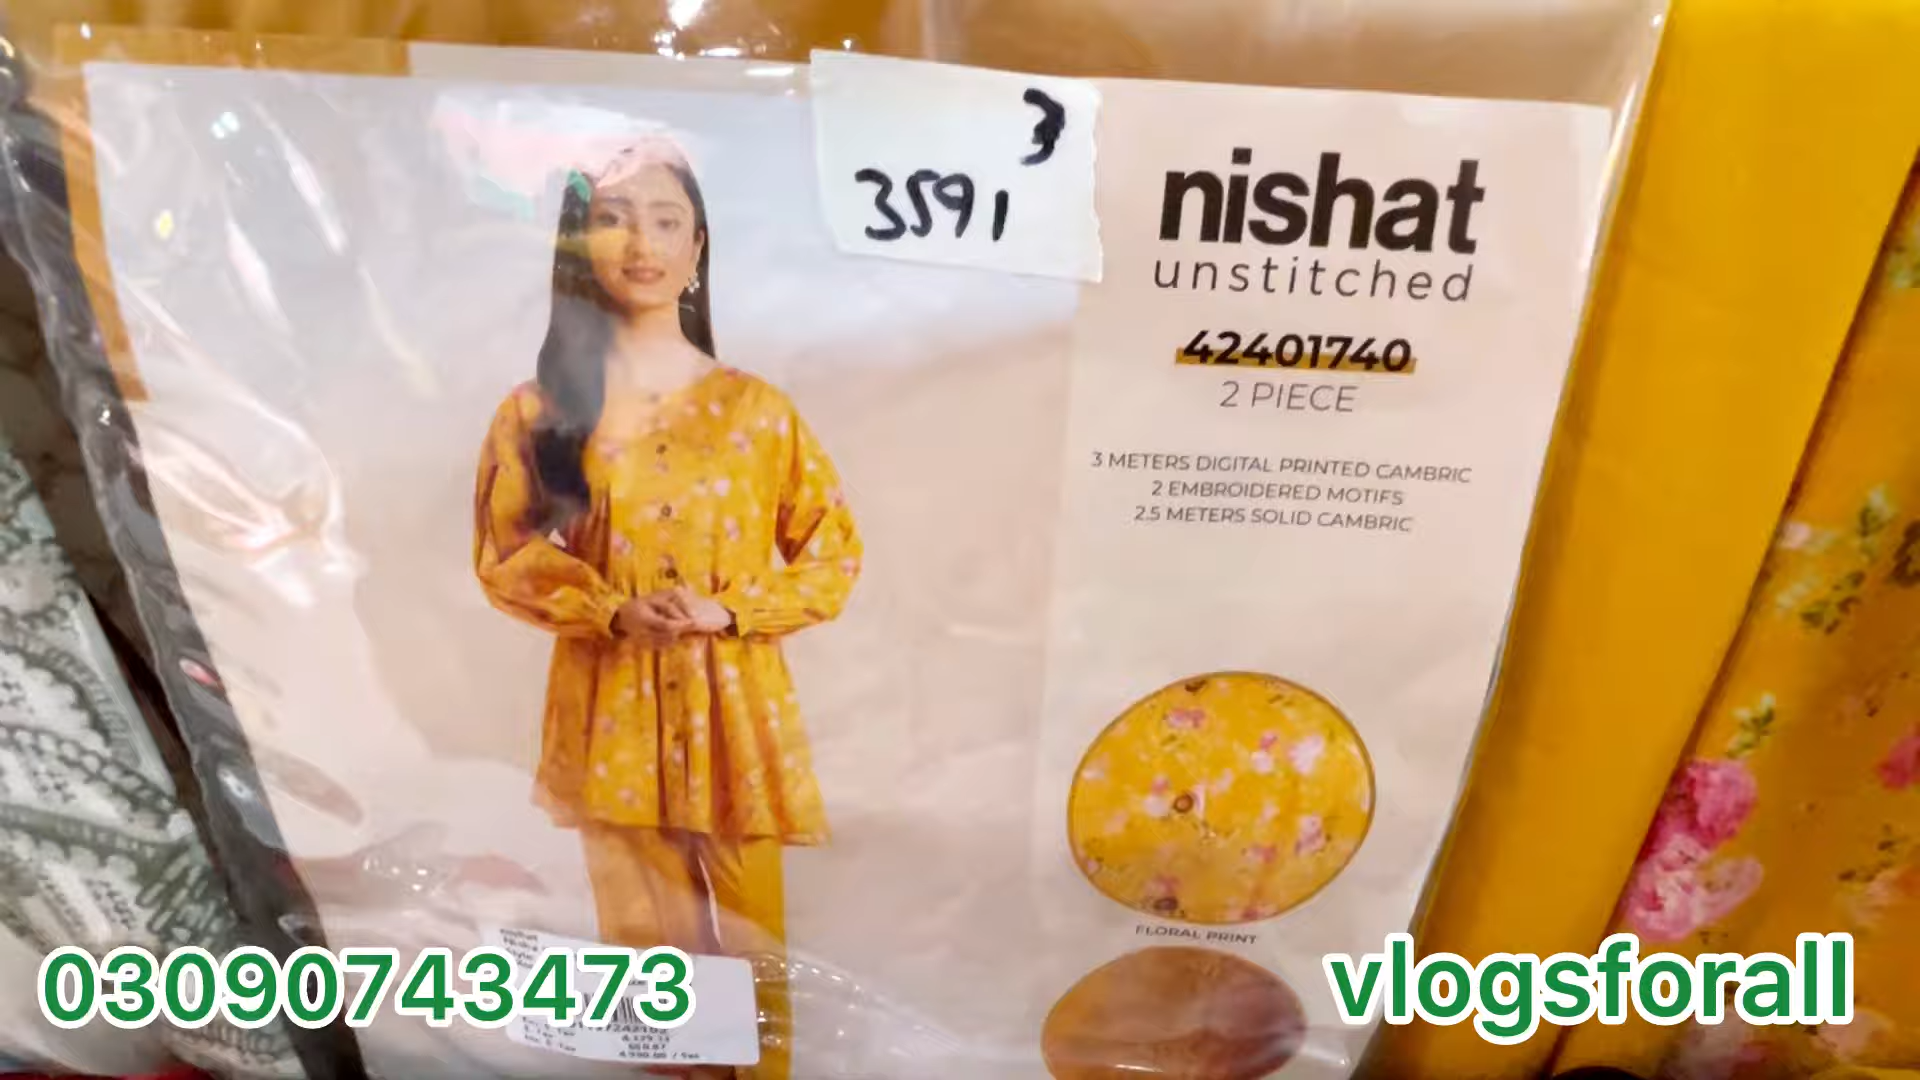 3
3591
nishat
unstitched
42401740
2 PIECE
3 METERS DIGITAL PRINTED CAMBRIC
2 EMBROIDERED MOTIFS
2.5 METERS SOLID CAMBRIC
FLORAL PRINT
nishat
03090743473
vlogsforall